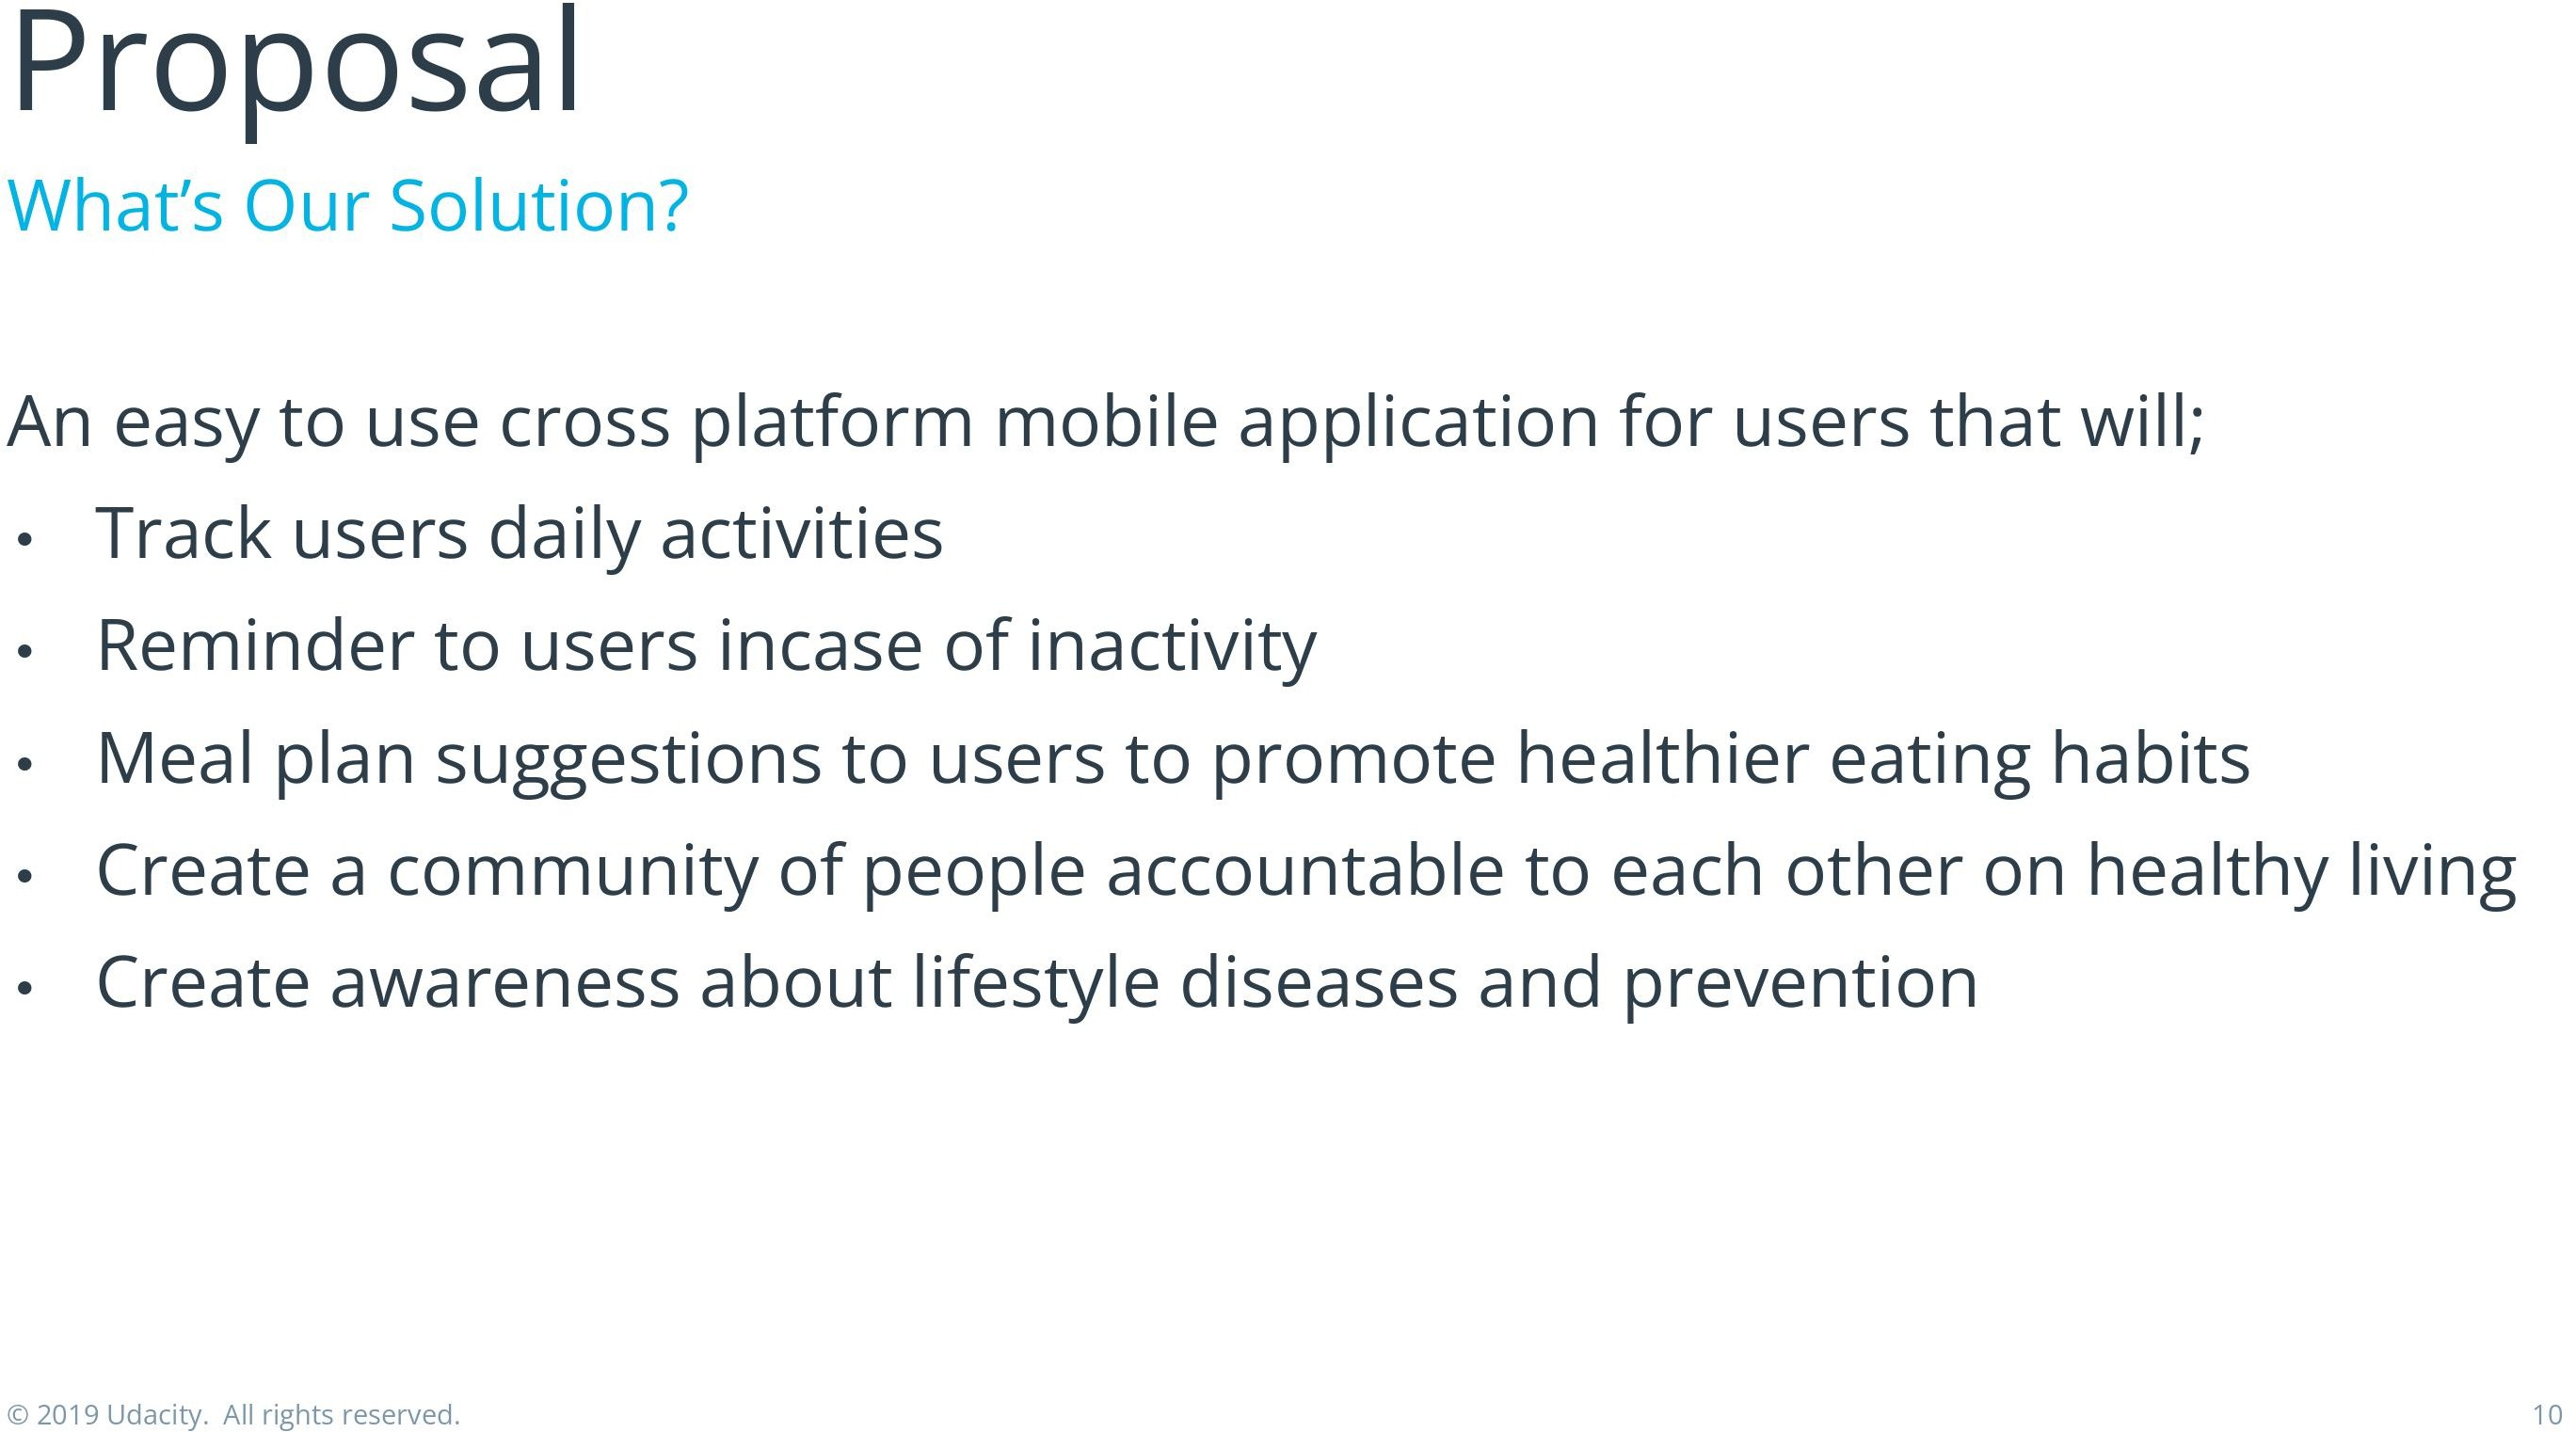 Proposal
What’s Our Solution?
An easy to use cross platform mobile application for users that will;
• Track users daily activities
• Reminder to users incase of inactivity
• Meal plan suggestions to users to promote healthier eating habits
• Create a community of people accountable to each other on healthy living
• Create awareness about lifestyle diseases and prevention
© 2019 Udacity.  All rights reserved.
10